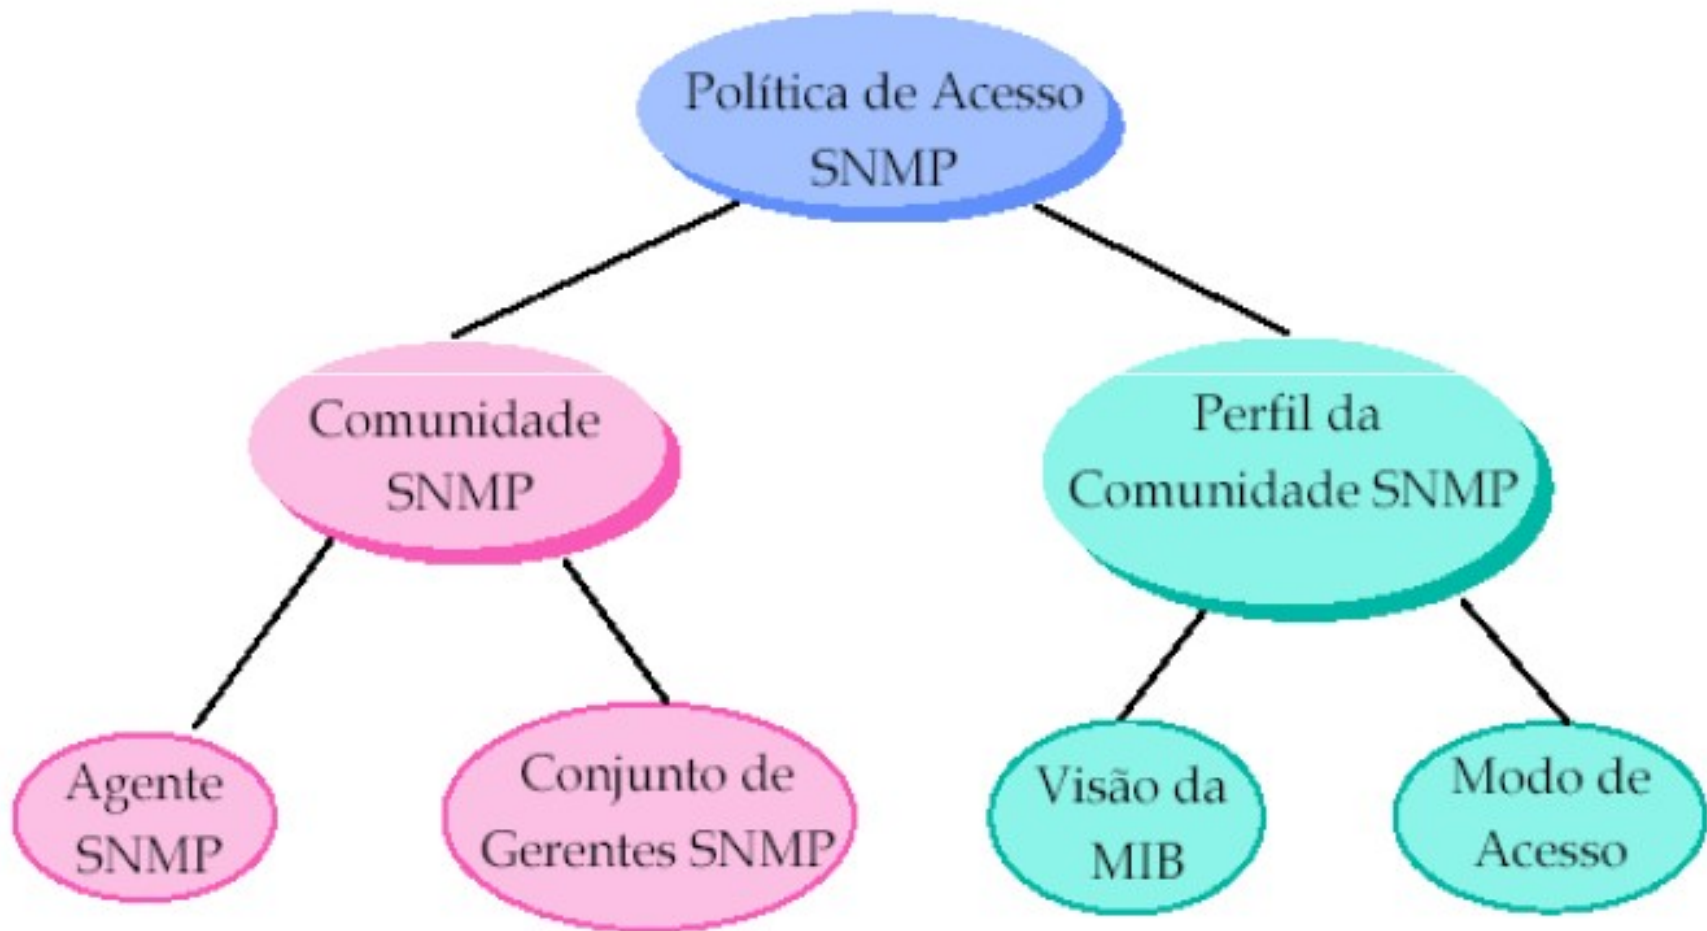 Política de Acesso
SNMP
Comunidade
SNMP
Perfil da
Comunidade SNMP
Agente
SNMP
Conjunto de
Gerentes SNMP
Visão da
MIB
Modo de
Acesso